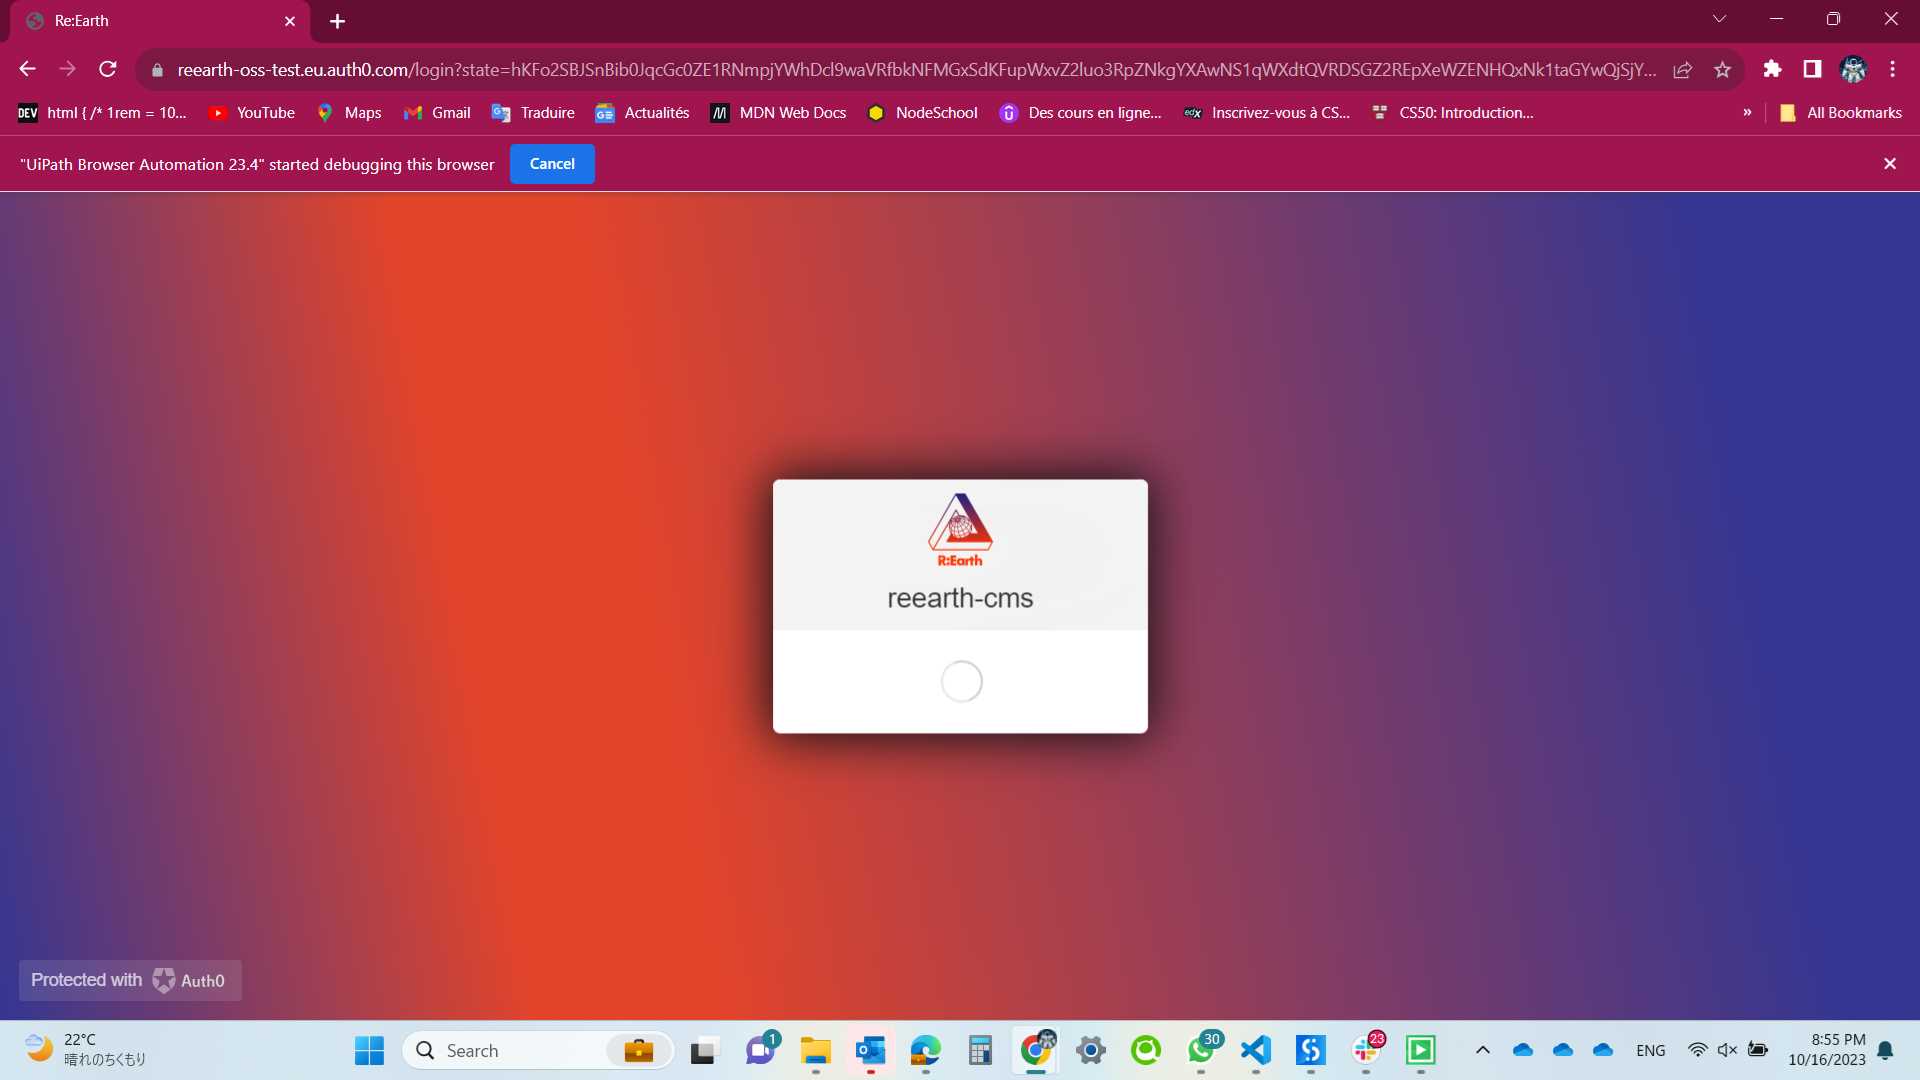 Re:Earth
reearth-oss-test.eu.auth0.com/login?state=hKFo2SBJSnBib0JqcGc0ZE1RNmpjYWhDcl9waVRfbkNFMGxSdKFupWxvZ2luo3RpZNkgYXAwNS1qWXdtQVRDSGZ2REpXeWZENHQxNk1taGYwQjSjY...
DEV html { /* 1rem = 10... YouTube Maps Gmail Traduire Actualités MDN Web Docs NodeSchool Des cours en ligne... edX Inscrivez-vous à CS... CS50: Introduction... » All Bookmarks
"UiPath Browser Automation 23.4" started debugging this browser Cancel
R:Earth
reearth-cms
Protected with Auth0
22°C
晴れのちくもり
Search
1
30
23
ENG
8:55 PM
10/16/2023